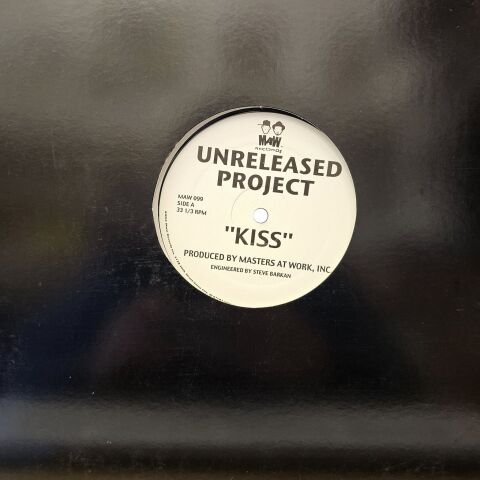 MAW
RECORDS
UNRELEASED
PROJECT
MAW 099
SIDE A
33 1/3 RPM
"KISS"
PRODUCED BY MASTERS AT WORK, INC
ENGINEERED BY STEVE BARKAN